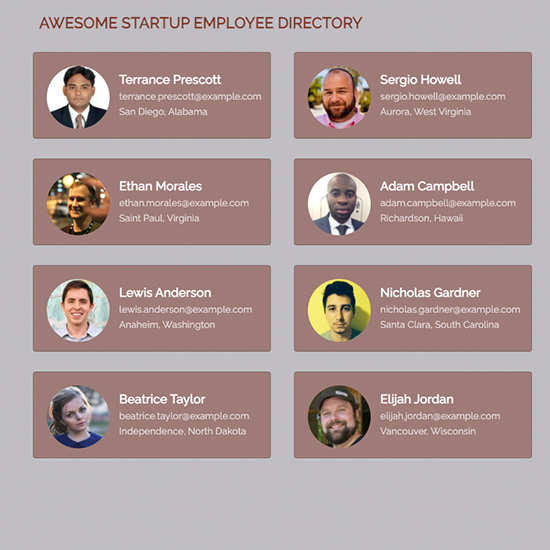 AWESOME STARTUP EMPLOYEE DIRECTORY
Terrance Prescott
terrance.prescott@example.com
San Diego, Alabama
Sergio Howell
sergio.howell@example.com
Aurora, West Virginia
Ethan Morales
ethan.morales@example.com
Saint Paul, Virginia
Adam Campbell
adam.campbell@example.com
Richardson, Hawaii
Lewis Anderson
lewis.anderson@example.com
Anaheim, Washington
Nicholas Gardner
nicholas.gardner@example.com
Santa Clara, South Carolina
Beatrice Taylor
beatrice.taylor@example.com
Independence, North Dakota
Elijah Jordan
elijah.jordan@example.com
Vancouver, Wisconsin